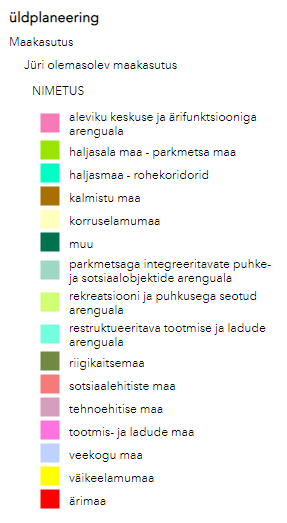 üldplaneering
Maakasutus
Jüri olemasolev maakasutus
NIMETUS
aleviku keskuse ja ärifunktsiooniga
arenguala
haljasala maa - parkmetsa maa
haljasmaa - rohekoridorid
kalmistu maa
korruselamumaa
muu
parkmetsaga integreeritavate puhke-
ja sotsiaalobjektide arenguala
rekreatsiooni ja puhkusega seotud
arenguala
restruktueeritava tootmise ja ladude
arenguala
riigikaitsemaa
sotsiaalehitiste maa
tehnoehitise maa
tootmis- ja ladude maa
veekogu maa
väikeelamumaa
ärimaa